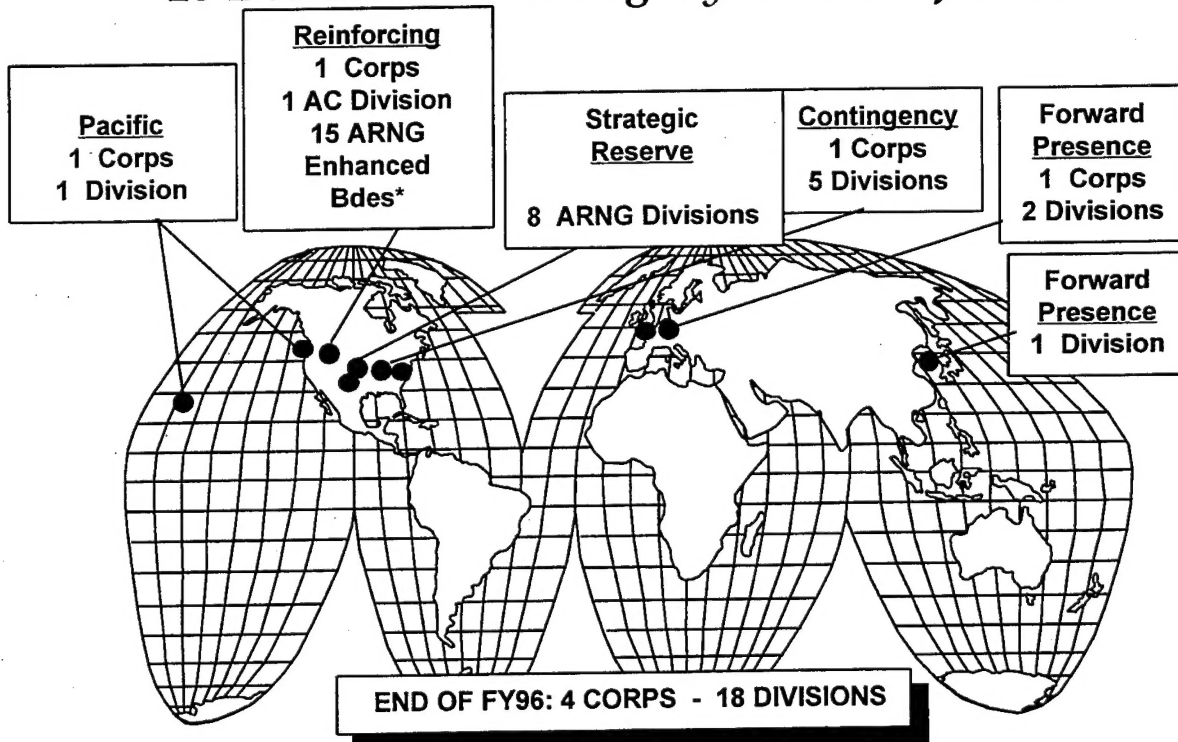 Pacific
1 Corps
1 Division
Reinforcing
1 Corps
1 AC Division
15 ARNG
Enhanced
Bdes*
Strategic
Reserve
8 ARNG Divisions
Contingency
1 Corps
5 Divisions
Forward
Presence
1 Corps
2 Divisions
Forward
Presence
1 Division
END OF FY96: 4 CORPS - 18 DIVISIONS